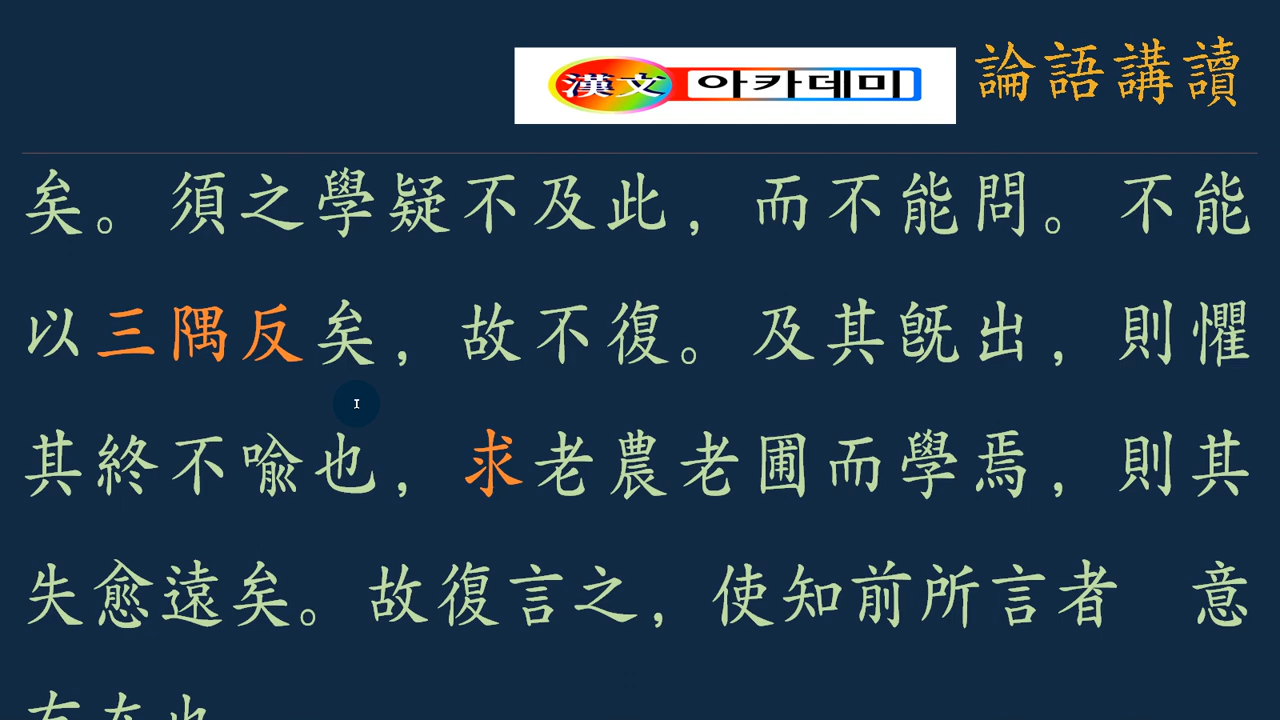 漢文 아카데미 論語講讀
矣。須之學疑不及此，而不能問。不能
以三隅反矣，故不復。及其旣出，則懼
其終不喩也，求老農老圃而學焉，則其
失愈遠矣。故復言之，使知前所言者 意